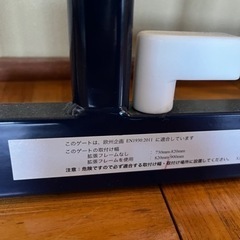 このゲートは、欧州企画 EN1930:2011 に適合しています
このゲートの取付け幅
拡張フレームなし 750mm-820mm
拡張フレームを使用 820mm-900mm
注意：危険ですので必ず適合する取付け幅・取付け場所に設置してください。